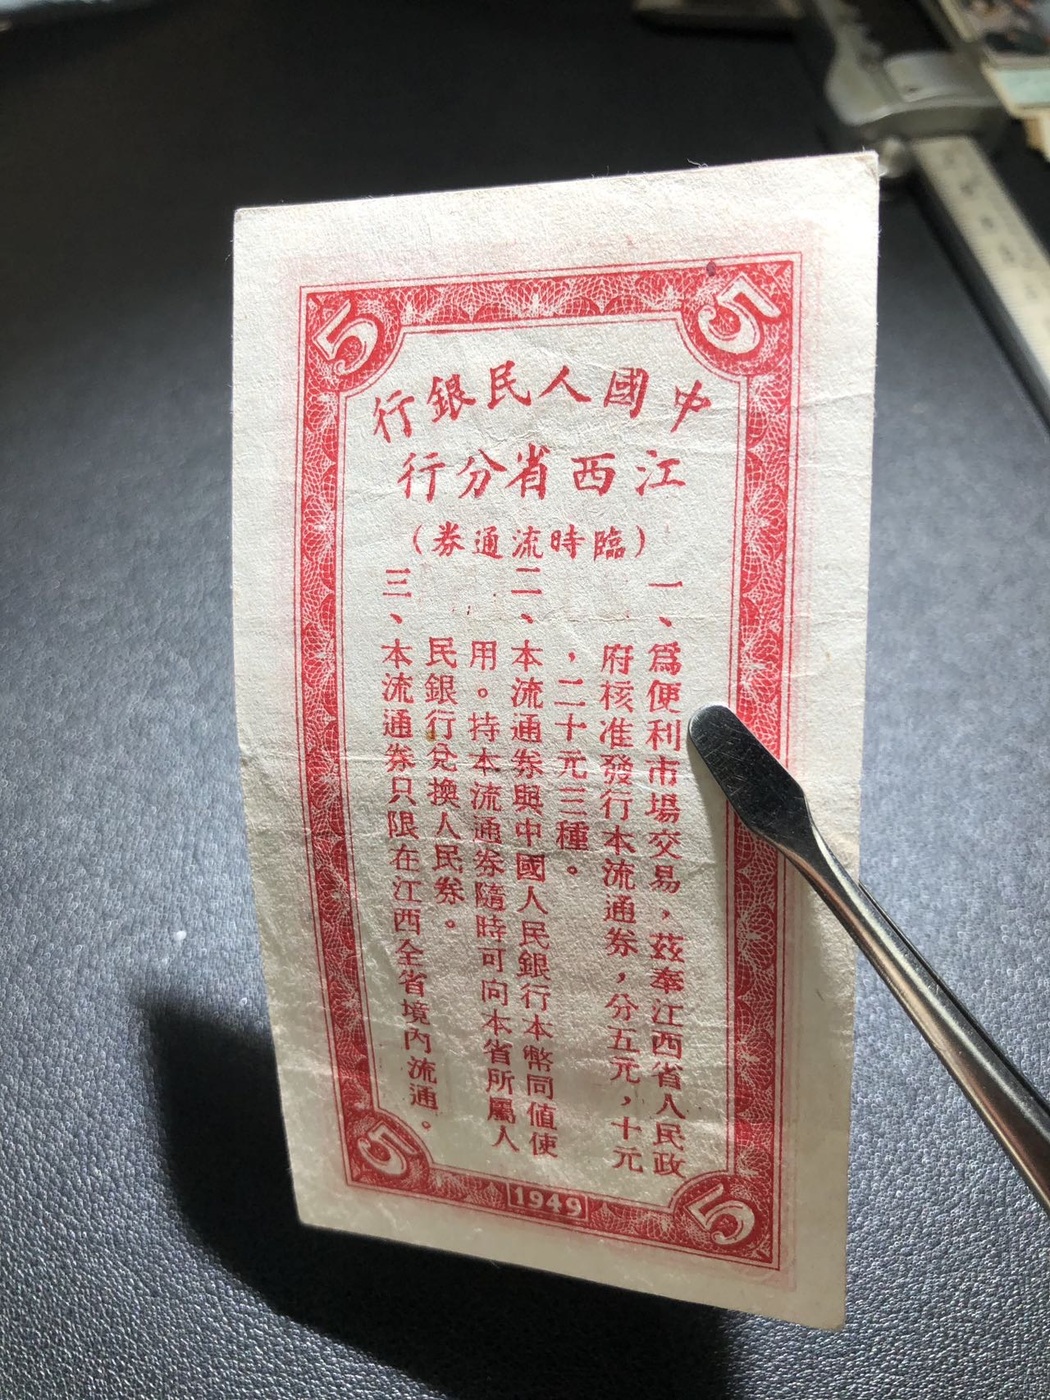 5
5
中國人民銀行
江西省分行
(臨時流通券)
一、爲便利市場交易，茲奉江西省人民政
府核准發行本流通券，分五元，十元
，二十元三種。
二、本流通券與中國人民銀行本幣同值使
用。持本流通券隨時可向本省所屬人
民銀行兌換人民券。
三、本流通券只限在江西全省境內流通。
5
1949
5